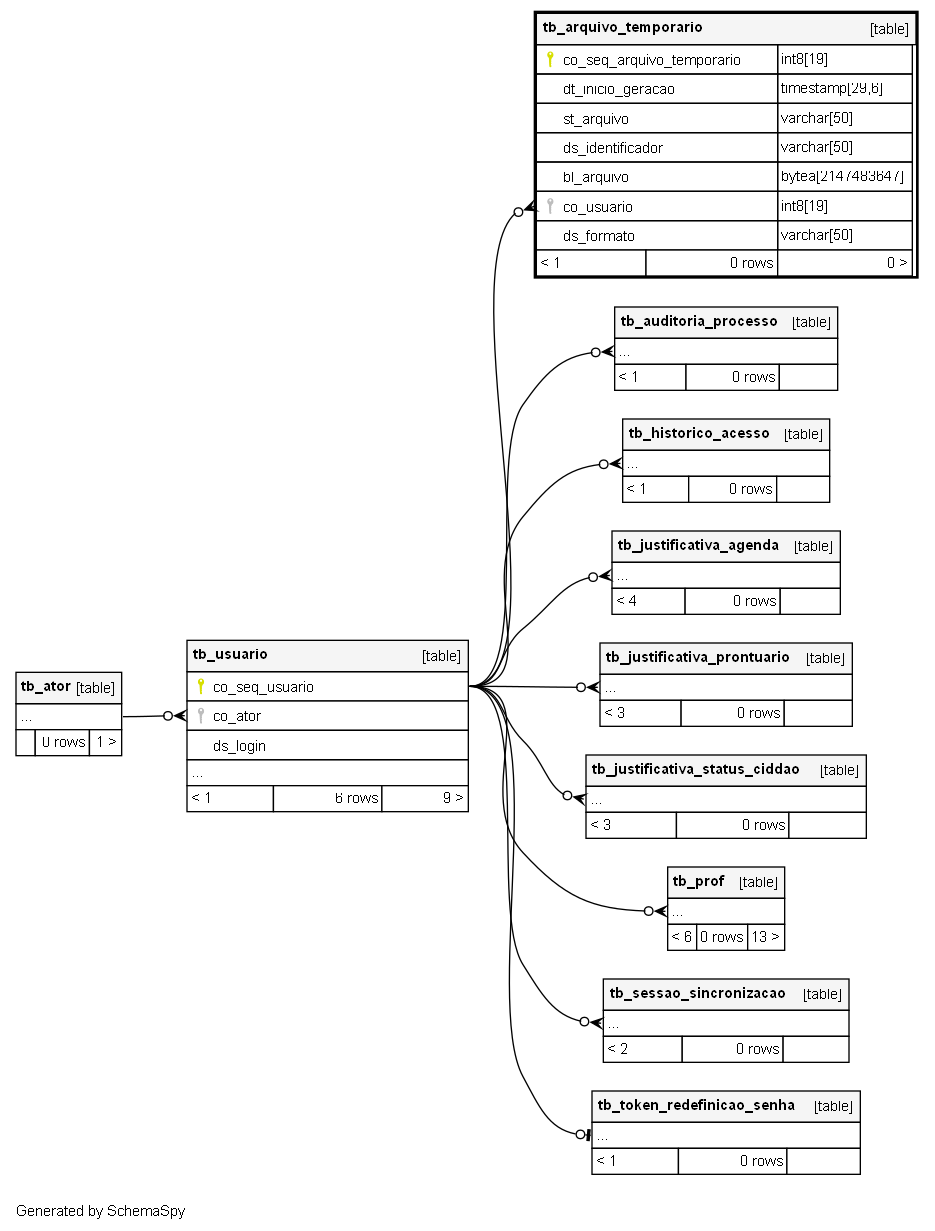 tb_arquivo_temporario [table]
co_seq_arquivo_temporario int8[19]
dt_inicio_geracao timestamp[29,6]
st_arquivo varchar[50]
ds_identificador varchar[50]
bl_arquivo bytea[2147483647]
co_usuario int8[19]
ds_formato varchar[50]
< 1 0 rows 0 >
tb_auditoria_processo [table]
...
< 1 0 rows
tb_historico_acesso [table]
...
< 1 0 rows
tb_justificativa_agenda [table]
...
< 4 0 rows
tb_ator [table]
...
0 rows 1 >
tb_usuario [table]
co_seq_usuario
co_ator
ds_login
...
< 1 6 rows 9 >
tb_justificativa_prontuario [table]
...
< 3 0 rows
tb_justificativa_status_ciddao [table]
...
< 3 0 rows
tb_prof [table]
...
< 6 0 rows 13 >
tb_sessao_sincronizacao [table]
...
< 2 0 rows
tb_token_redefinicao_senha [table]
...
< 1 0 rows
Generated by SchemaSpy